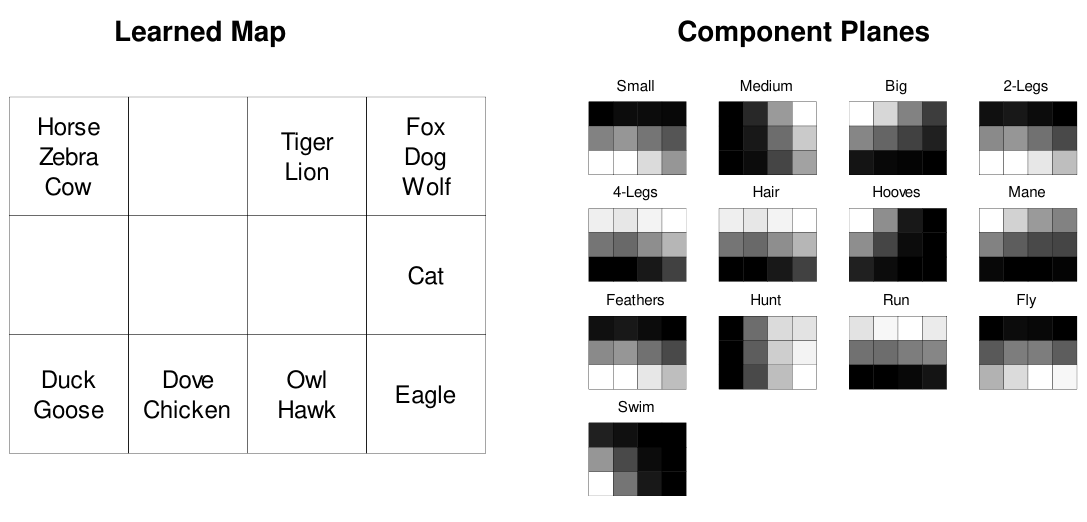 Learned Map
Component Planes
Horse
Zebra
Cow
Tiger
Lion
Fox
Dog
Wolf
Cat
Duck
Goose
Dove
Chicken
Owl
Hawk
Eagle
Small
Medium
Big
2-Legs
4-Legs
Hair
Hooves
Mane
Feathers
Hunt
Run
Fly
Swim